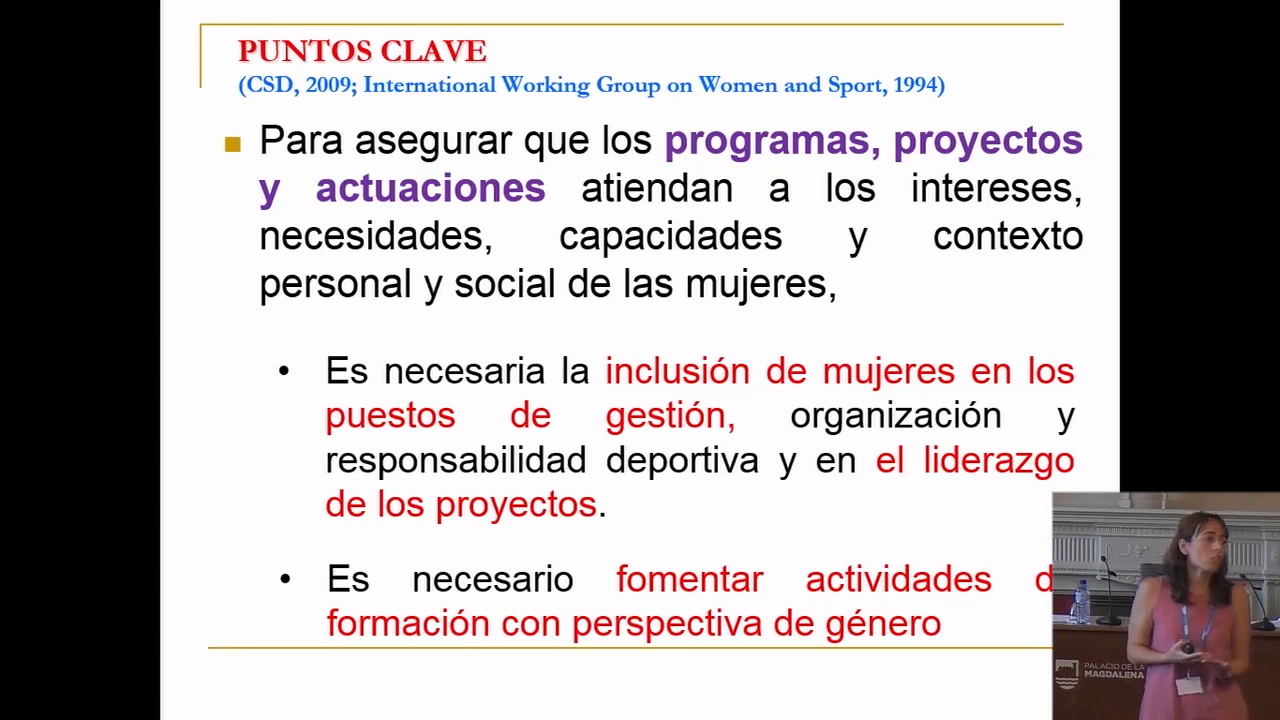 PUNTOS CLAVE
(CSD, 2009; International Working Group on Women and Sport, 1994)
Para asegurar que los programas, proyectos
y actuaciones atiendan a los intereses,
necesidades, capacidades y contexto
personal y social de las mujeres,
• Es necesaria la inclusión de mujeres en los
puestos de gestión, organización y
responsabilidad deportiva y en el liderazgo
de los proyectos.
• Es necesario fomentar actividades d
formación con perspectiva de género
PALACIO DE LA
MAGDALENA